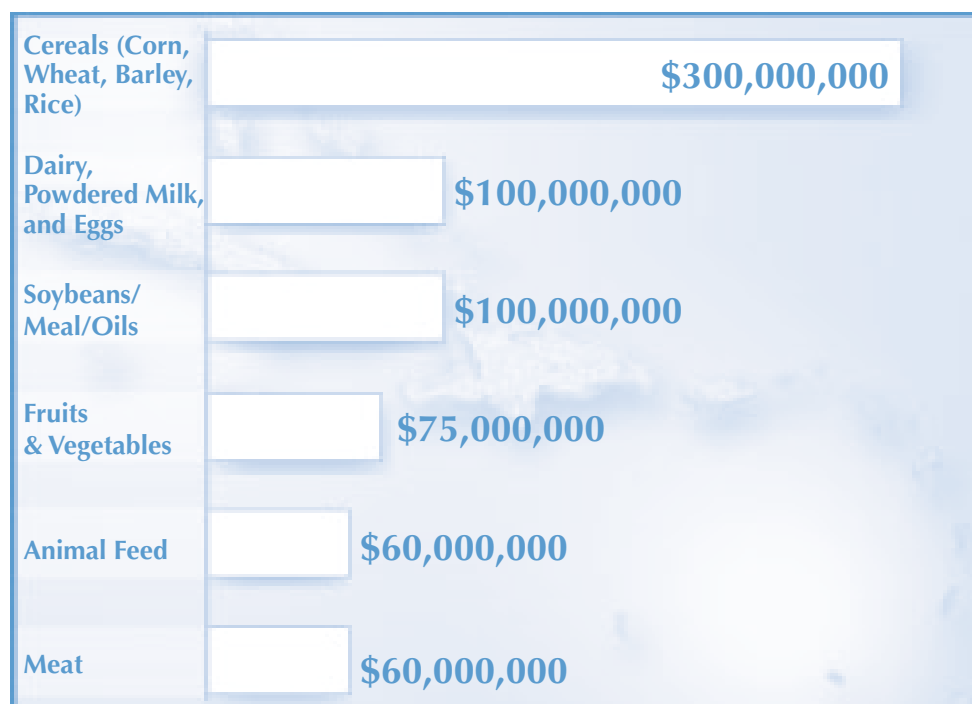 Cereals (Corn,
Wheat, Barley,
Rice)
$300,000,000
Dairy,
Powdered Milk,
and Eggs
$100,000,000
Soybeans/
Meal/Oils
$100,000,000
Fruits
& Vegetables
$75,000,000
Animal Feed
$60,000,000
Meat
$60,000,000